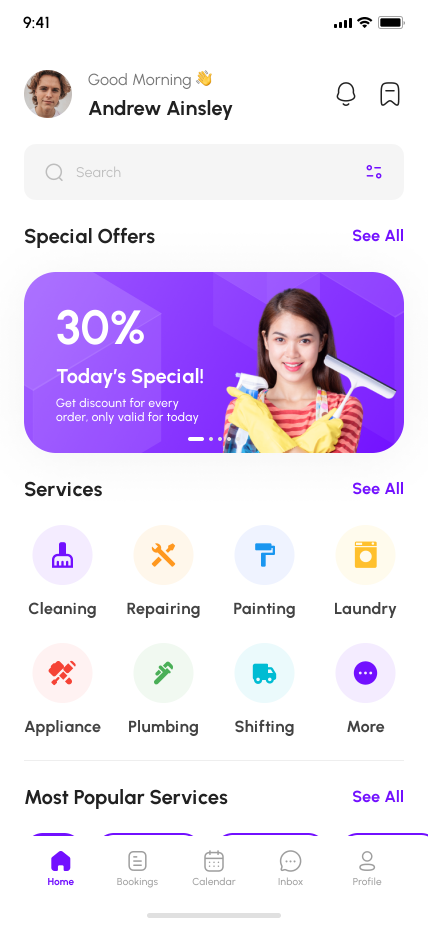 9:41
Good Morning 👋
Andrew Ainsley
Search
Special Offers
See All
30%
Today's Special!
Get discount for every
order, only valid for today
Services
See All
Cleaning
Repairing
Painting
Laundry
Appliance
Plumbing
Shifting
More
Most Popular Services
See All
Home
Bookings
Calendar
Inbox
Profile